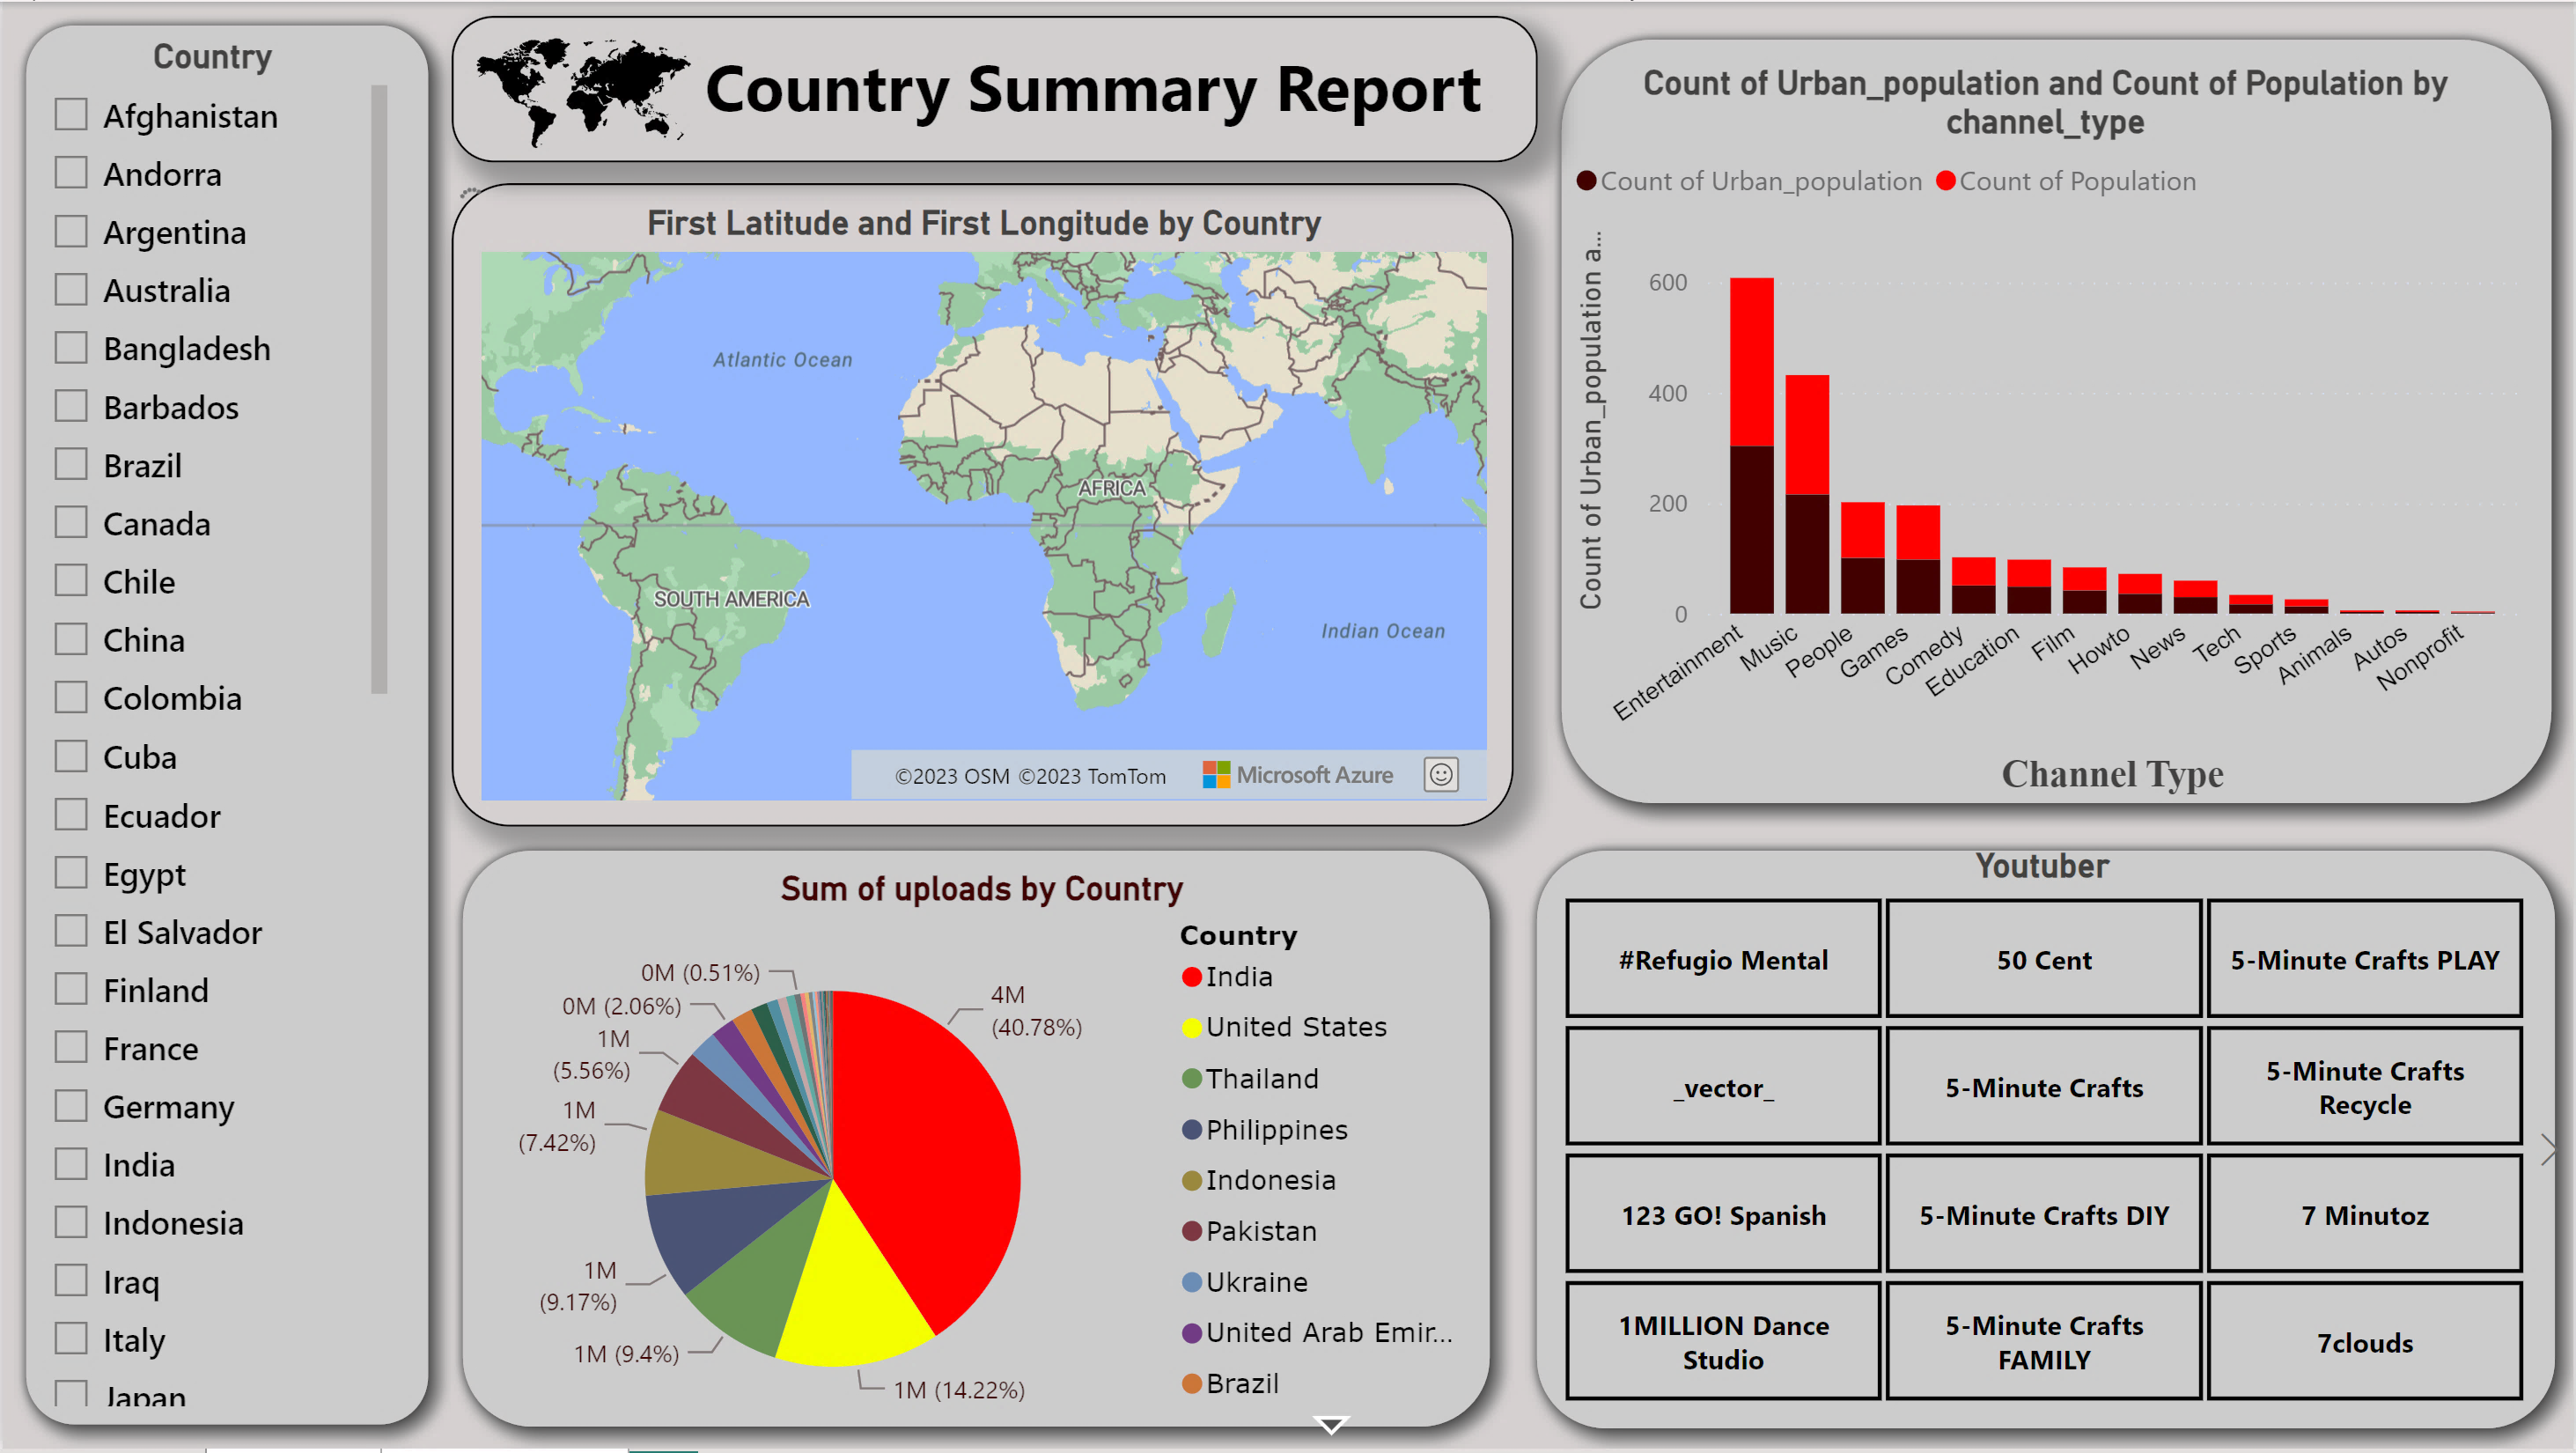 Country
Afghanistan
Andorra
Argentina
Australia
Bangladesh
Barbados
Brazil
Canada
Chile
China
Colombia
Cuba
Ecuador
Egypt
El Salvador
Finland
France
Germany
India
Indonesia
Iraq
Italy
Japan
Country Summary Report
First Latitude and First Longitude by Country
Atlantic Ocean
AFRICA
SOUTH AMERICA
Indian Ocean
©2023 OSM ©2023 TomTom
Microsoft Azure
Sum of uploads by Country
0M (0.51%)
0M (2.06%)
1M
(5.56%)
1M
(7.42%)
1M
(9.17%)
1M (9.4%)
1M (14.22%)
4M
(40.78%)
Country
India
United States
Thailand
Philippines
Indonesia
Pakistan
Ukraine
United Arab Emir...
Brazil
Count of Urban_population and Count of Population by
channel_type
Count of Urban_population
Count of Population
Count of Urban_population a...
600
400
200
0
Entertainment
Music
People
Games
Comedy
Education
Film
Howto
News
Tech
Sports
Animals
Autos
Nonprofit
Channel Type
Youtuber
#Refugio Mental
50 Cent
5-Minute Crafts PLAY
_vector_
5-Minute Crafts
5-Minute Crafts
Recycle
123 GO! Spanish
5-Minute Crafts DIY
7 Minutoz
1MILLION Dance
Studio
5-Minute Crafts
FAMILY
7clouds